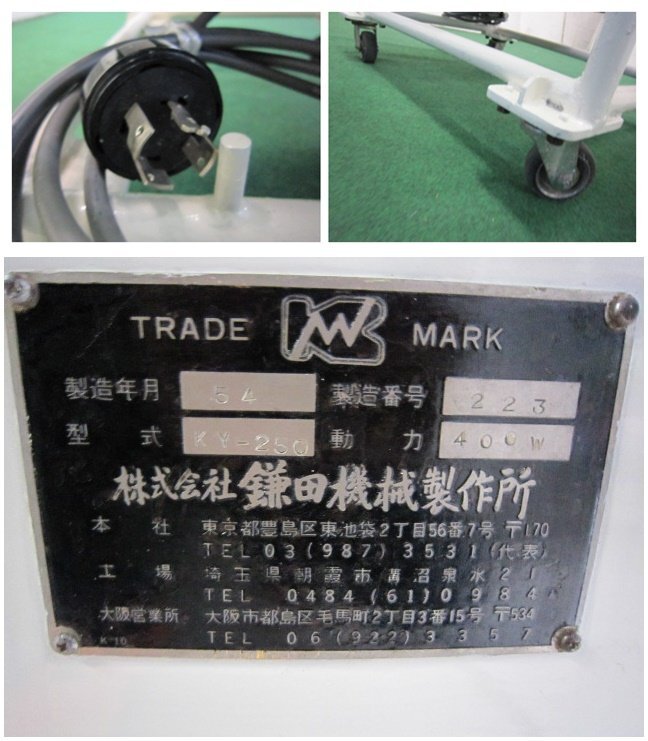 TRADE KW MARK
製造年月 54 製造番号 223
型式 KY-250 動力 400W
株式会社 鎌田機械製作所
本社 東京都豊島区東池袋2丁目56番7号 〒170
TEL 03(987)3531(代表)
工場 埼玉県朝霞市溝沼泉水21
TEL 0484(61)0984
大阪営業所 大阪市都島区毛馬町2丁目3番15号 〒534
K-10 TEL 06(922)3357